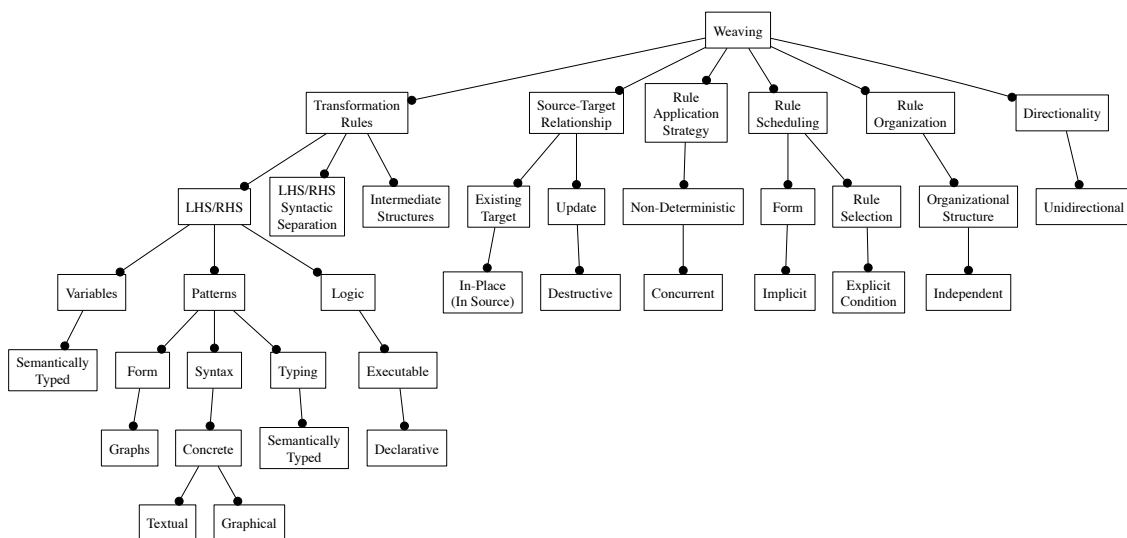 Weaving
Transformation
Rules
Source-Target
Relationship
Rule
Application
Strategy
Rule
Scheduling
Rule
Organization
Directionality
LHS/RHS
LHS/RHS
Syntactic
Separation
Intermediate
Structures
Existing
Target
Update
Non-Deterministic
Form
Rule
Selection
Organizational
Structure
Unidirectional
Variables
Patterns
Logic
In-Place
(In Source)
Destructive
Concurrent
Implicit
Explicit
Condition
Independent
Semantically
Typed
Form
Syntax
Typing
Executable
Graphs
Concrete
Semantically
Typed
Declarative
Textual
Graphical